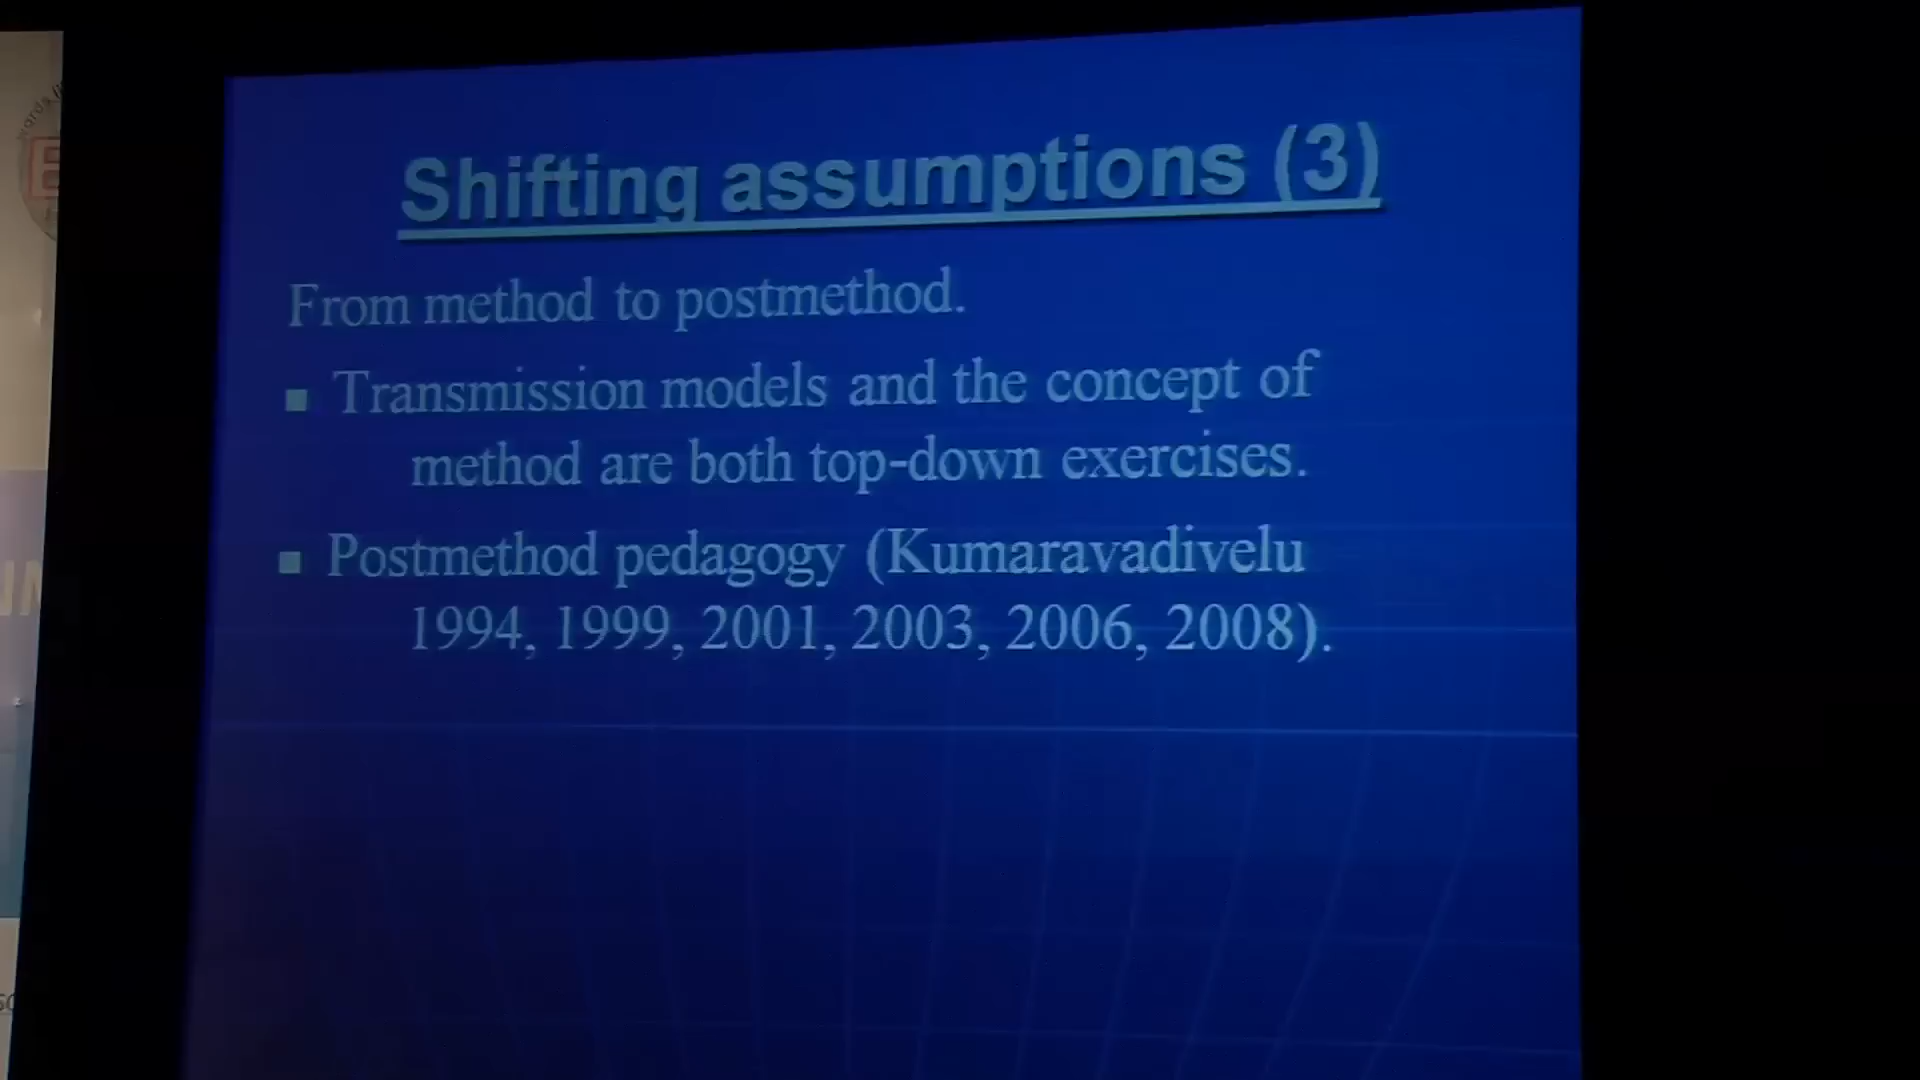 Shifting assumptions (3)
From method to postmethod.
Transmission models and the concept of
method are both top-down exercises.
Postmethod pedagogy (Kumaravadivelu
1994, 1999, 2001, 2003, 2006, 2008).